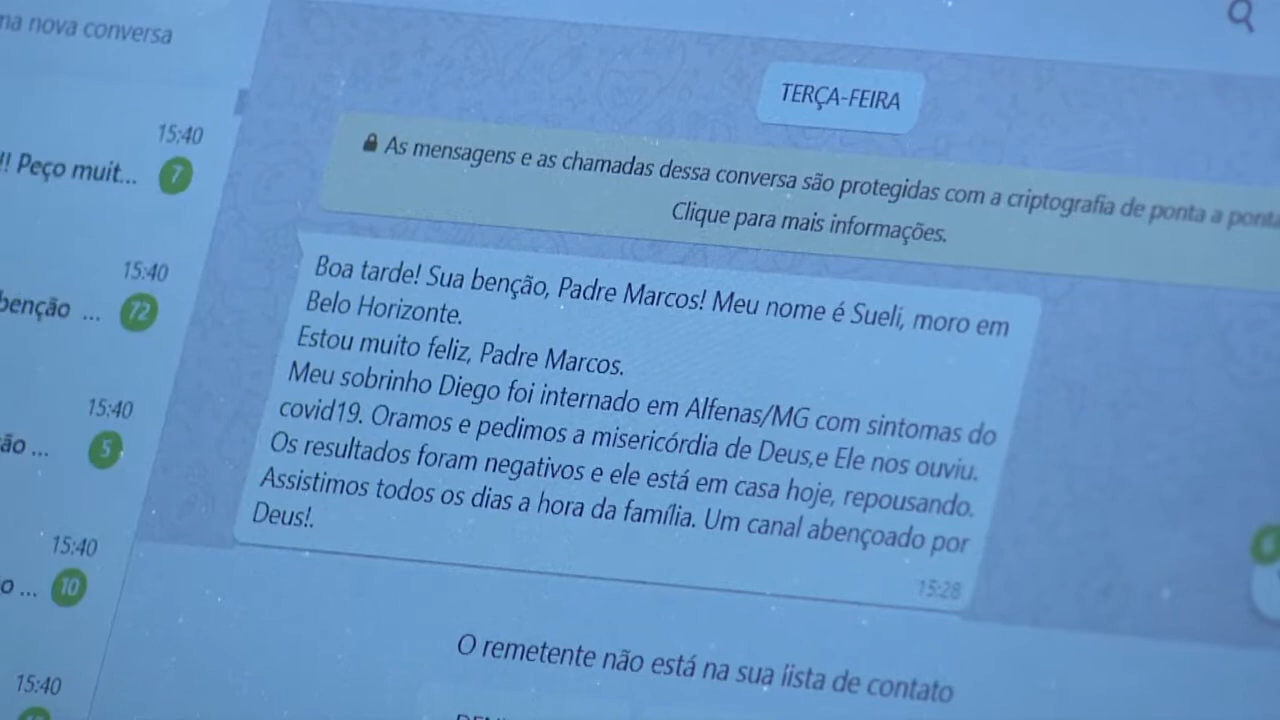 ma nova conversa
15:40
!! Peço muit... 7
15:40
benção ... 72
15:40
ção ... 5
15:40
o ... 10
15:40
TERÇA-FEIRA
As mensagens e as chamadas dessa conversa são protegidas com a criptografia de ponta a ponta
Clique para mais informações.
Boa tarde! Sua benção, Padre Marcos! Meu nome é Sueli, moro em
Belo Horizonte.
Estou muito feliz, Padre Marcos.
Meu sobrinho Diego foi internado em Alfenas/MG com sintomas do
covid19. Oramos e pedimos a misericórdia de Deus,e Ele nos ouviu.
Os resultados foram negativos e ele está em casa hoje, repousando.
Assistimos todos os dias a hora da família. Um canal abençoado por
Deus!.
15:28
O remetente não está na sua lista de contato